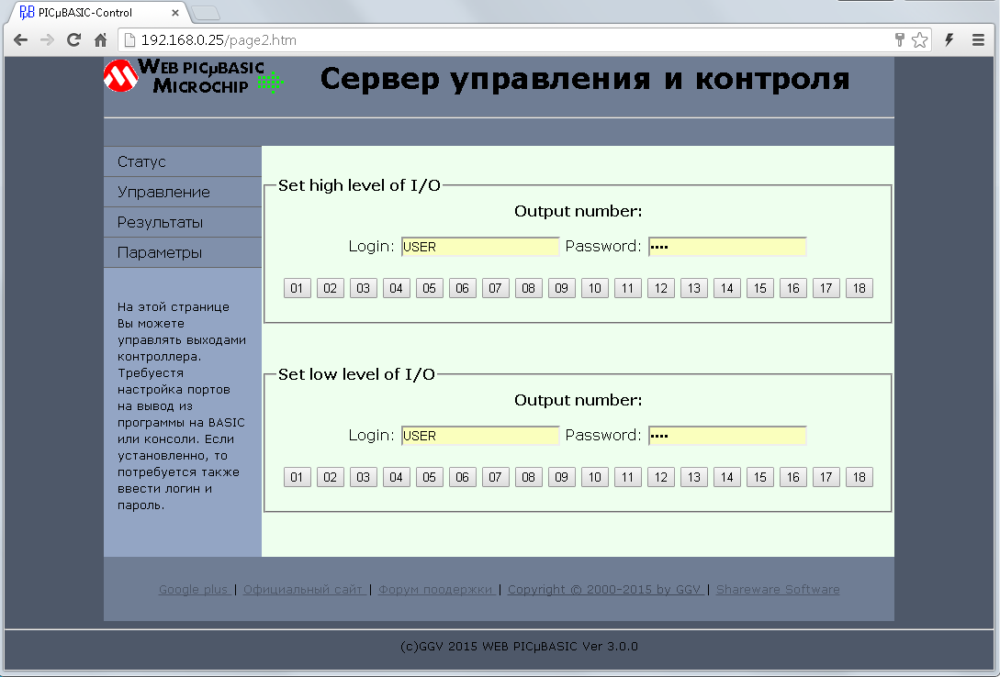 PICµBASIC-Control
192.168.0.25/page2.htm
WEB PICµBASIC
MICROCHIP
Сервер управления и контроля
Статус
Управление
Результаты
Параметры
На этой странице
Вы можете
управлять выходами
контроллера.
Требуестя
настройка портов
на вывод из
программы на BASIC
или консоли. Если
установленно, то
потребуется также
ввести логин и
пароль.
Set high level of I/O
Output number:
Login: USER Password: ••••
01 02 03 04 05 06 07 08 09 10 11 12 13 14 15 16 17 18
Set low level of I/O
Output number:
Login: USER Password: ••••
01 02 03 04 05 06 07 08 09 10 11 12 13 14 15 16 17 18
Google plus | Официальный сайт | Форум поодержки | Copyright © 2000-2015 by GGV | Shareware Software
(c)GGV 2015 WEB PICµBASIC Ver 3.0.0